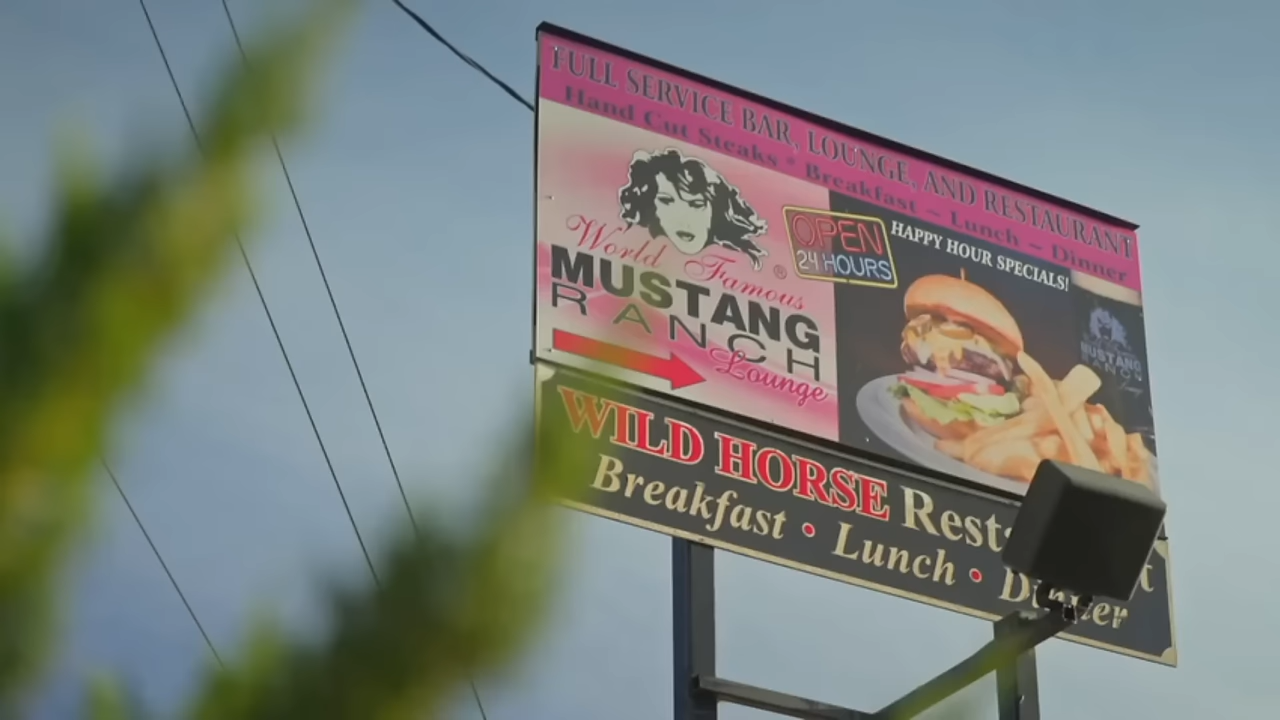 FULL SERVICE BAR, LOUNGE, AND RESTAURANT
Hand Cut Steaks * Breakfast ~ Lunch ~ Dinner
World Famous ®
MUSTANG
RANCH
Lounge
OPEN
24 HOURS
HAPPY HOUR SPECIALS!
MUSTANG
RANCH
WILD HORSE
Breakfast • Lunch • Dinner